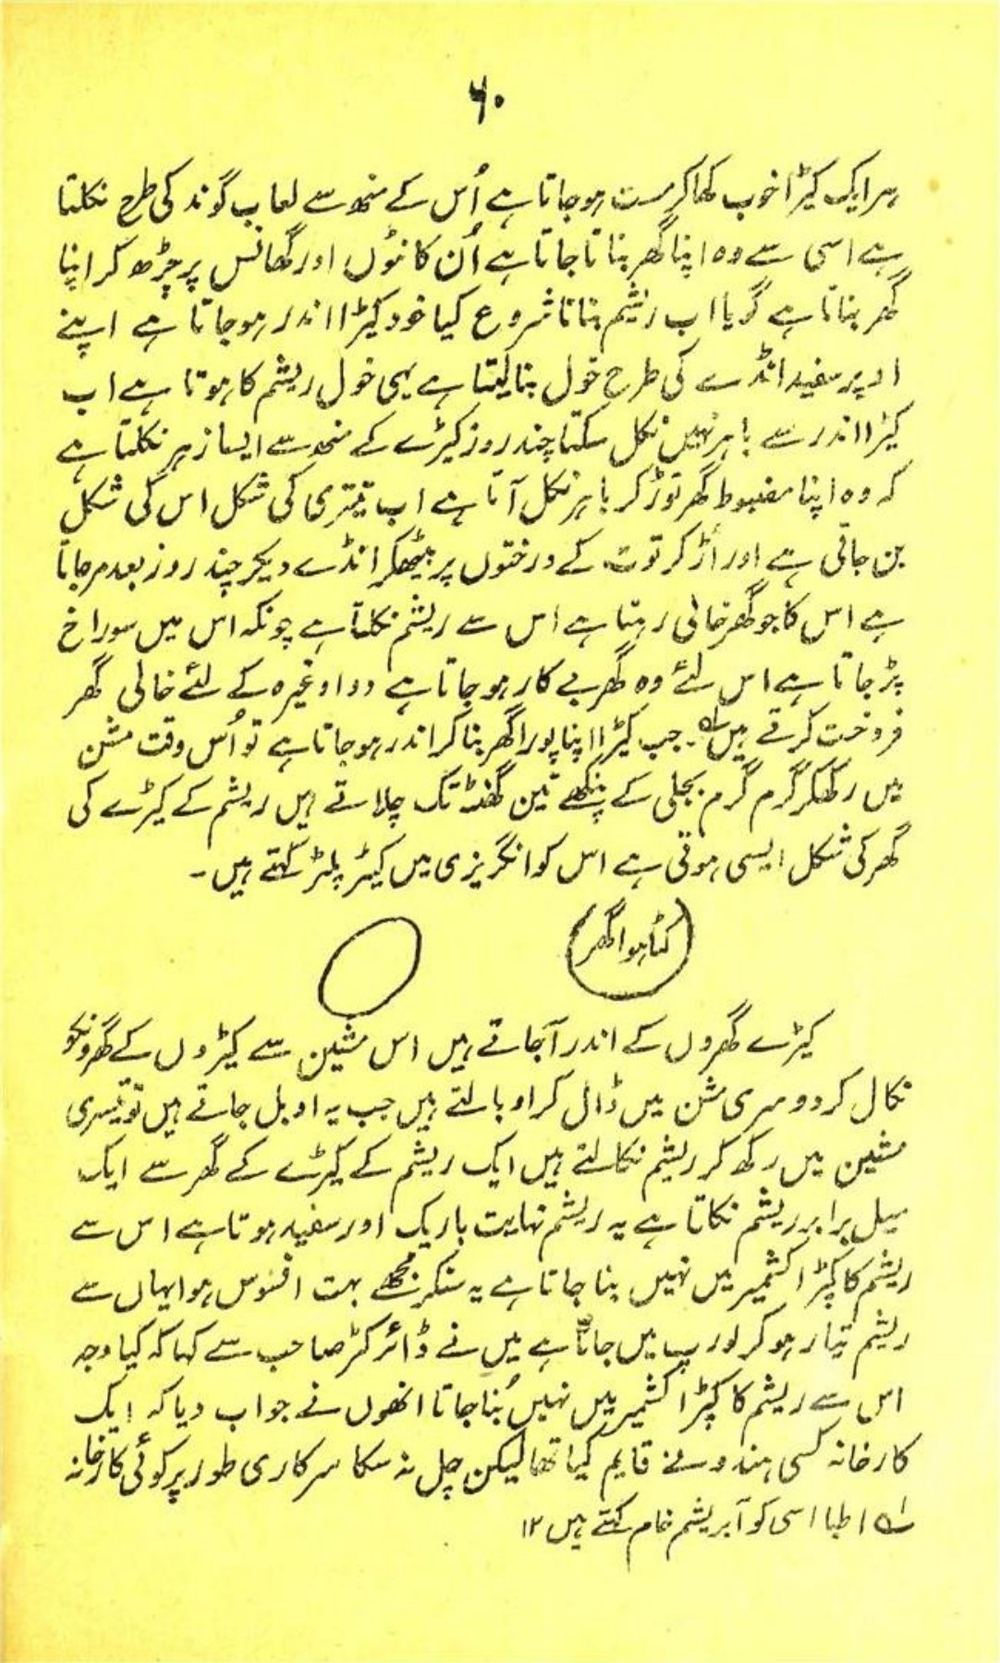 ۶۰
ہر ایک کیڑا خوب کھا کر مست ہو جاتا ہے اُس کے منھ سے لعاب گوند کی طرح نکلتا
ہے اسی سے وہ اپنا گھر بناتا جاتا ہے اُن کانٹوں اور گھانس پر چڑھ کر اپنا
گھر بناتا ہے گویا اب ریشم بنانا شروع کیا خود کیڑا اندر ہو جاتا ہے اپنے
اوپر سفید انڈے کی طرح خول بنا لیتا ہے یہی خول ریشم کا ہوتا ہے اب
کیڑا اندر سے باہر نہیں نکل سکتا چند روز کیڑے کے منھ سے ایسا زہر نکلتا ہے
کہ وہ اپنا مضبوط گھر توڑ کر باہر نکل آتا ہے اب تیتری کی شکل اس کی شکل
بن جاتی ہے اور اُڑ کر توت کے درختوں پر بیٹھکر انڈے دیکر چند روز بعد مر جاتا
ہے اس کا جو گھر خالی رہتا ہے اس سے ریشم نکلتا ہے چونکہ اس میں سوراخ
پڑ جاتا ہے اس لئے وہ گھر بے کار ہو جاتا ہے دوا وغیرہ کے لئے خالی گھر
فروخت کرتے ہیں لہ۔ جب کیڑا اپنا پورا گھر بنا کر اندر ہو جاتا ہے تو اُس وقت مشن
میں رکھکر گرم گرم بجلی کے پنکھے تین گھنٹہ تک چلاتے ہیں ریشم کے کیڑے کی
گھر کی شکل ایسی ہوتی ہے اس کو انگریزی میں کیٹر پلٹر کہتے ہیں۔
کٹا ہوا گھر
کیڑے گھروں کے اندر آجاتے ہیں اس مشین سے کیڑوں کے گھرونکو
نکال کر دوسری مشن میں ڈال کر اوبالتے ہیں جب یہ اوبل جاتے ہیں تو تیسری
مشین میں رکھ کر ریشم نکالتے ہیں ایک ریشم کے کیڑے کے گھر سے ایک
میل برابر ریشم نکلتا ہے یہ ریشم نہایت باریک اور سفید ہوتا ہے اس سے
ریشم کا کپڑا کشمیر میں نہیں بنا جاتا ہے یہ سنکر مجھے بہت افسوس ہوا یہاں سے
ریشم تیار ہو کر یورپ میں جاتا ہے میں نے ڈائرکٹر صاحب سے کہا کہ کیا وجہ
اس سے ریشم کا کپڑا کشمیر میں نہیں بُنا جاتا انھوں نے جواب دیا کہ ایک
کارخانہ کسی ہندو نے قایم کیا تھا لیکن چل نہ سکا سرکاری طور پر کوئی کارخانہ
لہ اطبا اسی کو آبریشم خام کہتے ہیں ۱۲